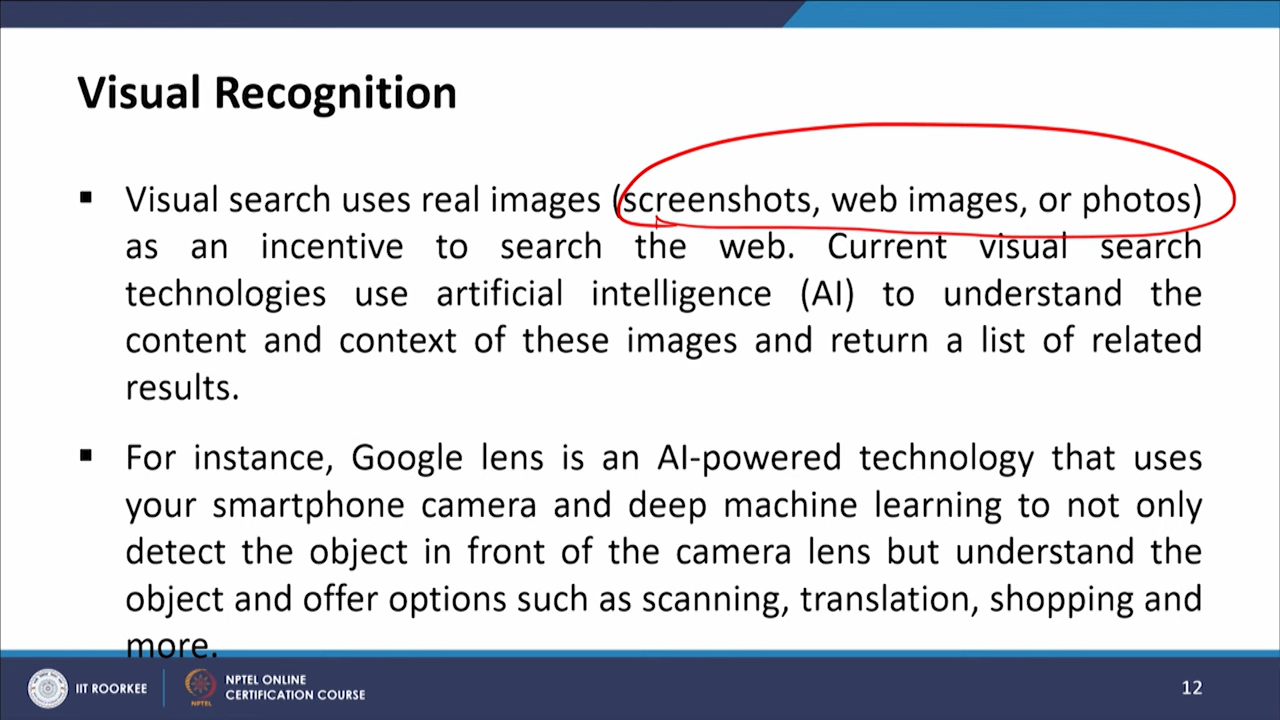 Visual Recognition
▪ Visual search uses real images (screenshots, web images, or photos)
as an incentive to search the web. Current visual search
technologies use artificial intelligence (AI) to understand the
content and context of these images and return a list of related
results.
▪ For instance, Google lens is an AI-powered technology that uses
your smartphone camera and deep machine learning to not only
detect the object in front of the camera lens but understand the
object and offer options such as scanning, translation, shopping and
more.
IIT ROORKEE
NPTEL
NPTEL ONLINE
CERTIFICATION COURSE
12